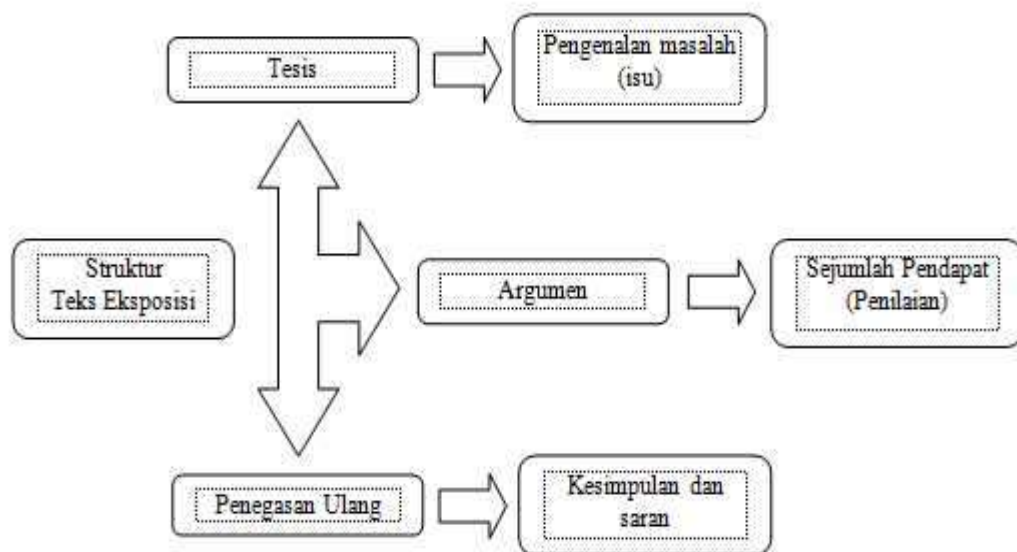 Tesis
Pengenalan masalah
(isu)
Struktur
Teks Eksposisi
Argumen
Sejumlah Pendapat
(Penilaian)
Penegasan Ulang
Kesimpulan dan
saran